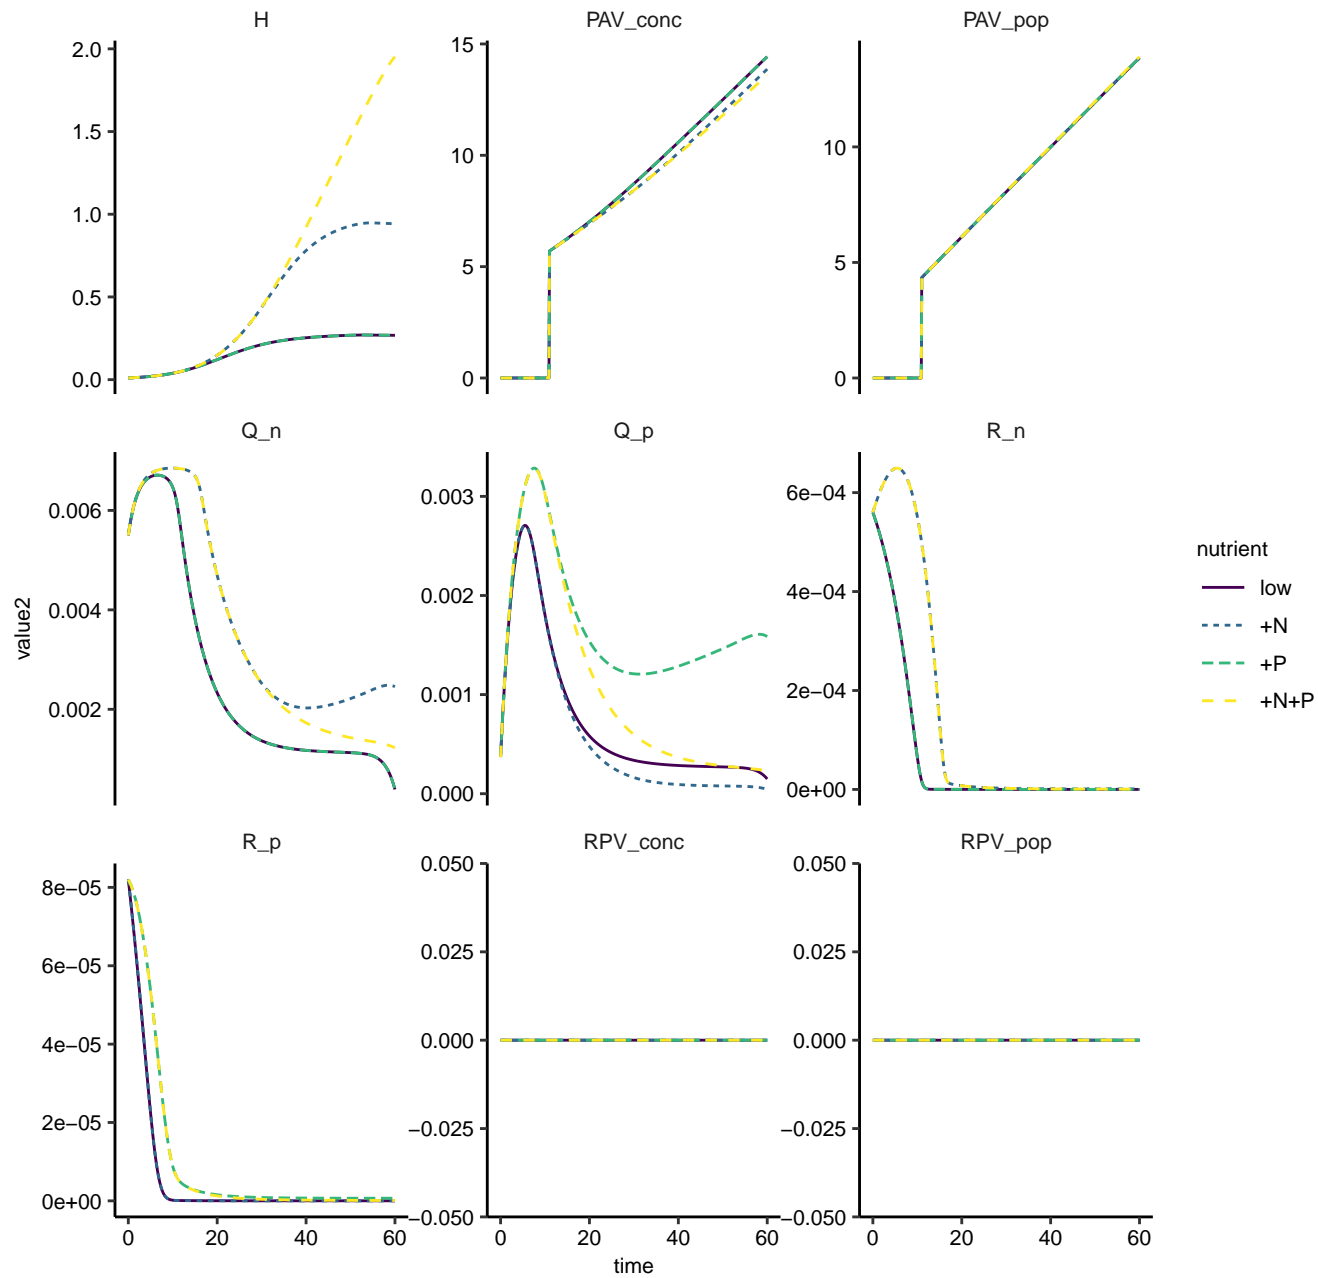 H
PAV_conc
PAV_pop
2.0
1.5
1.0
0.5
0.0
15
10
5
0
10
5
0
Q_n
Q_p
R_n
0.006
0.004
0.002
0.003
0.002
0.001
0.000
6e−04
4e−04
2e−04
0e+00
value2
nutrient
low
+N
+P
+N+P
R_p
RPV_conc
RPV_pop
8e−05
6e−05
4e−05
2e−05
0e+00
0.050
0.025
0.000
−0.025
−0.050
0.050
0.025
0.000
−0.025
−0.050
0 20 40 60
0 20 40 60
0 20 40 60
time